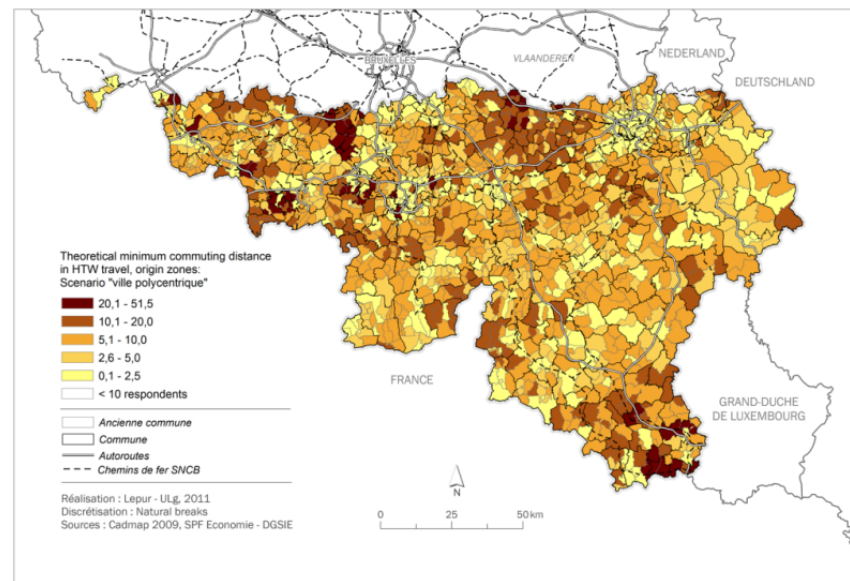 NEDERLAND
BRUXELLES
VLAANDEREN
DEUTSCHLAND
Theoretical minimum commuting distance
in HTW travel, origin zones:
Scenario "ville polycentrique"
20,1 - 51,5
10,1 - 20,0
5,1 - 10,0
2,6 - 5,0
0,1 - 2,5
< 10 respondents
FRANCE
GRAND-DUCHE
DE LUXEMBOURG
Ancienne commune
Commune
Autoroutes
Chemins de fer SNCB
N
Réalisation : Lepur - ULg, 2011
Discrétisation : Natural breaks
Sources : Cadmap 2009, SPF Economie - DGSIE
0 25 50 km